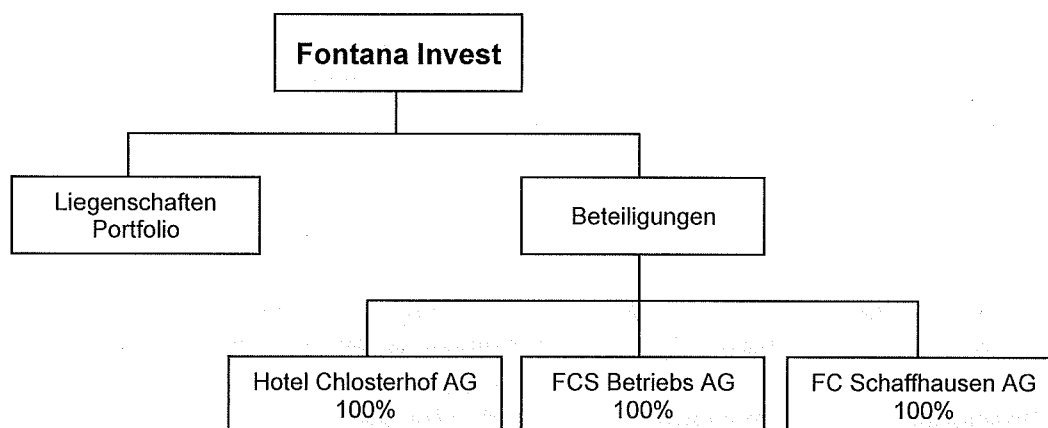 Fontana Invest
Liegenschaften
Portfolio
Beteiligungen
Hotel Chlosterhof AG
100%
FCS Betriebs AG
100%
FC Schaffhausen AG
100%